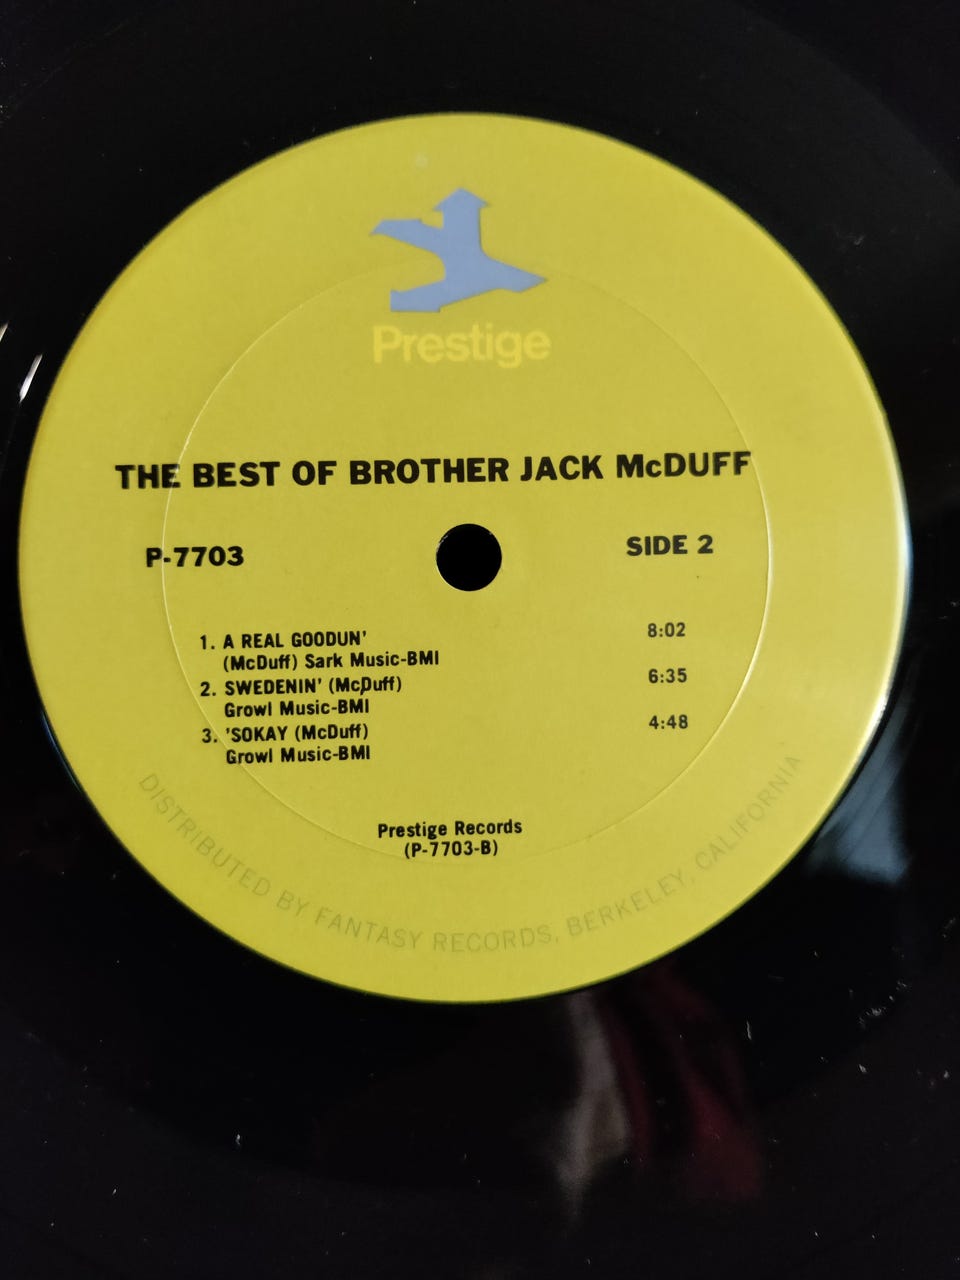 Prestige
THE BEST OF BROTHER JACK McDUFF
P-7703 SIDE 2
1. A REAL GOODUN' 8:02
(McDuff) Sark Music-BMI
2. SWEDENIN' (McDuff) 6:35
Growl Music-BMI
3. 'SOKAY (McDuff) 4:48
Growl Music-BMI
Prestige Records
(P-7703-B)
DISTRIBUTED BY FANTASY RECORDS, BERKELEY, CALIFORNIA